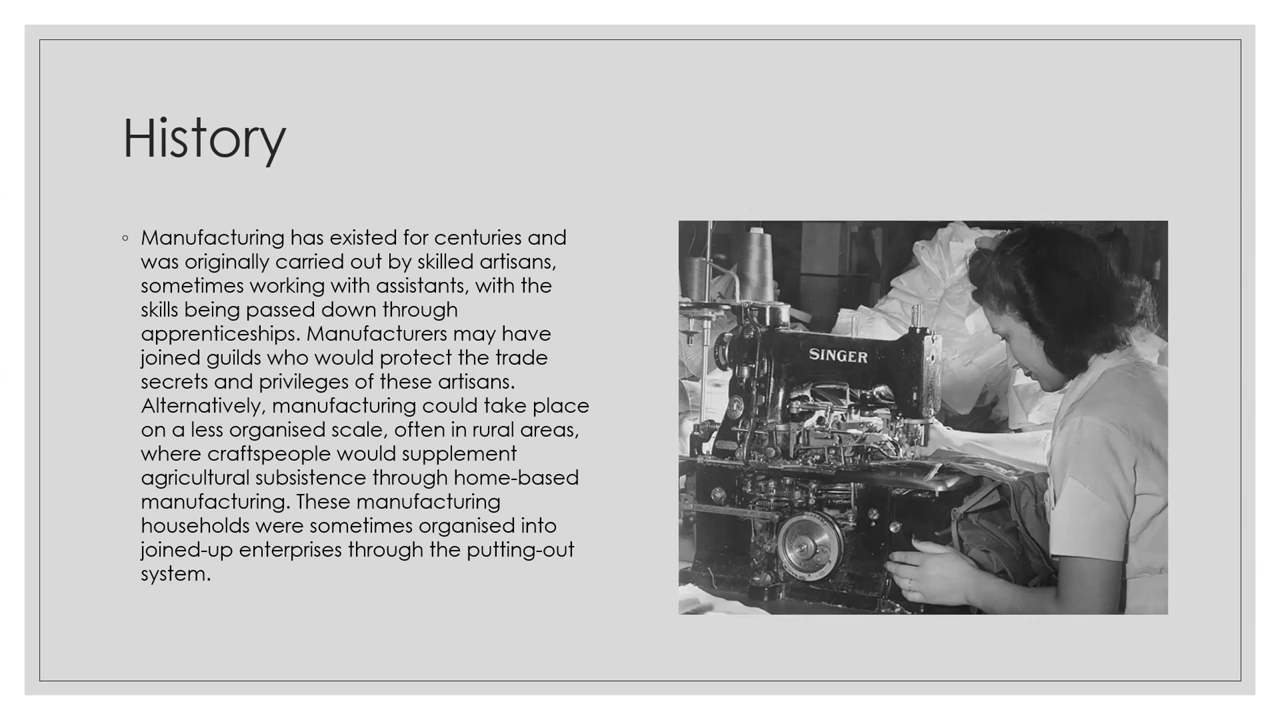 History
Manufacturing has existed for centuries and
was originally carried out by skilled artisans,
sometimes working with assistants, with the
skills being passed down through
apprenticeships. Manufacturers may have
joined guilds who would protect the trade
secrets and privileges of these artisans.
Alternatively, manufacturing could take place
on a less organised scale, often in rural areas,
where craftspeople would supplement
agricultural subsistence through home-based
manufacturing. These manufacturing
households were sometimes organised into
joined-up enterprises through the putting-out
system.
SINGER